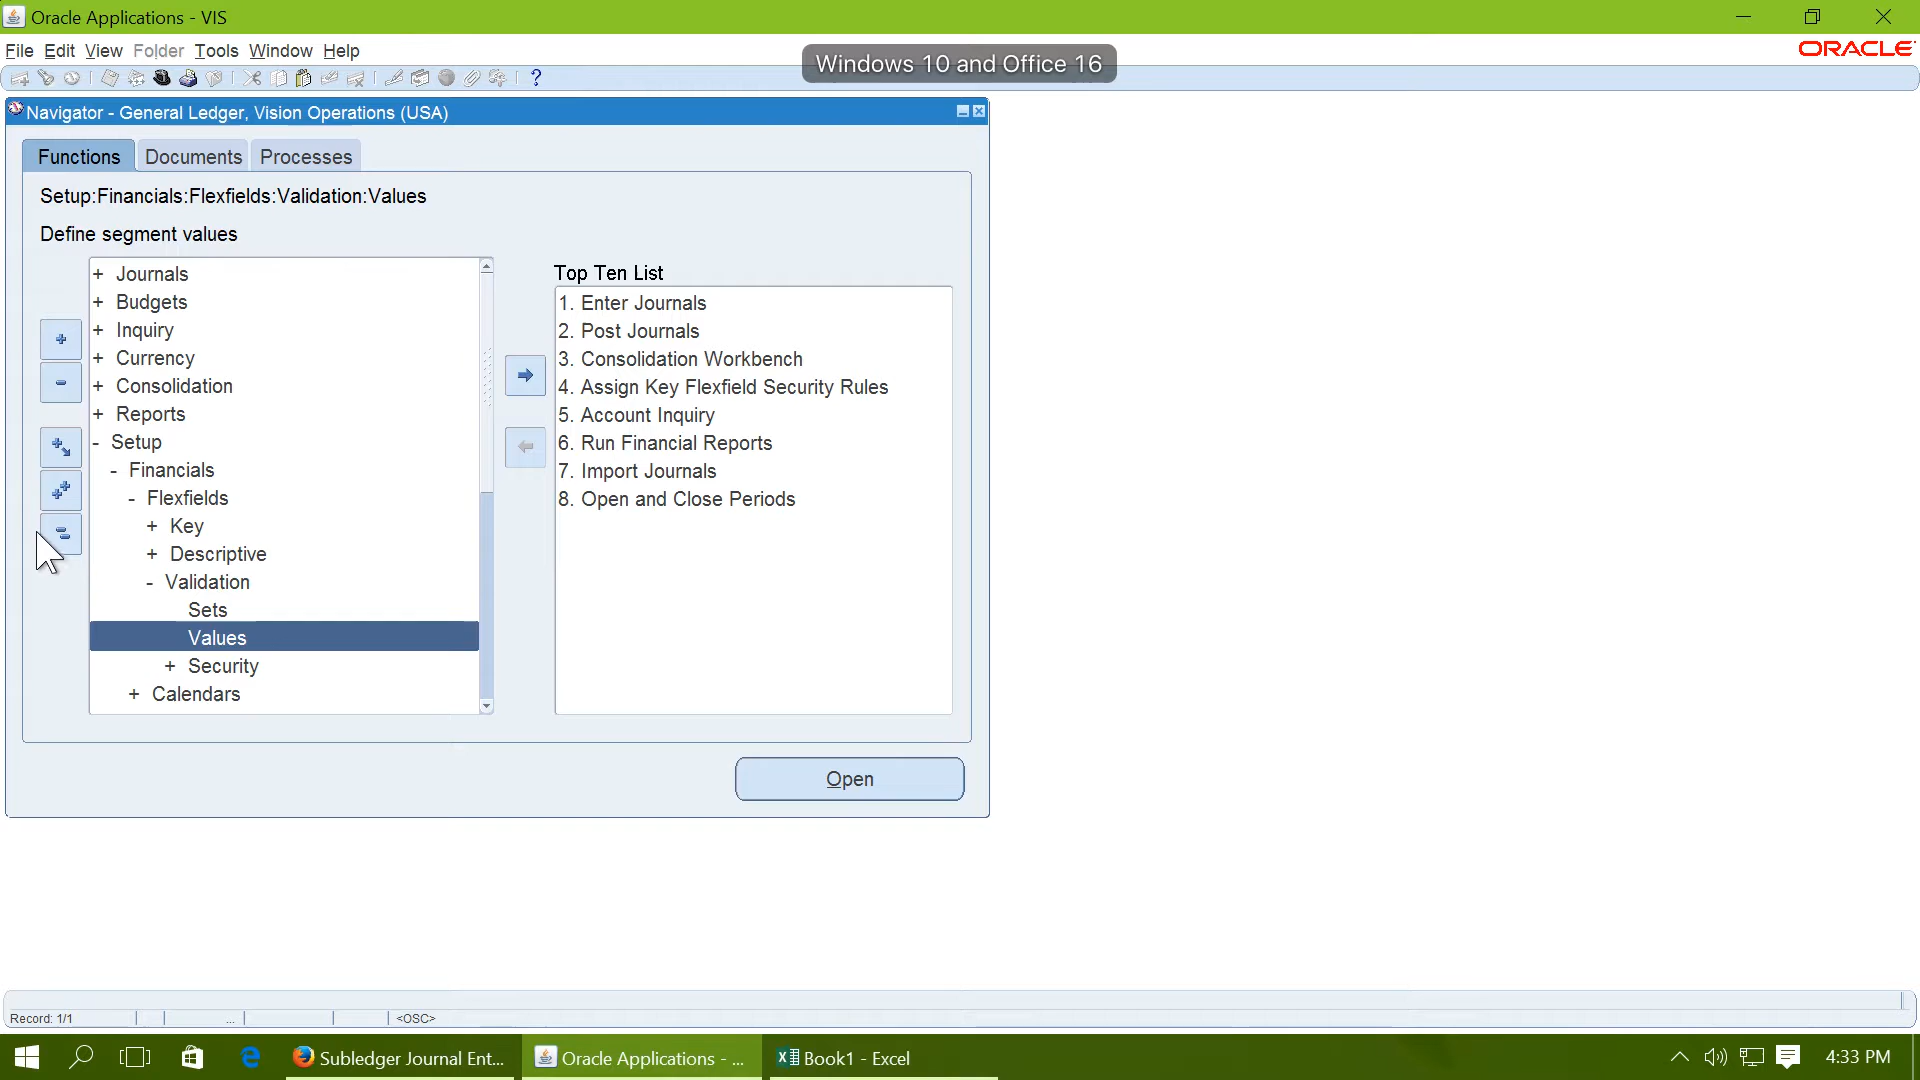 Oracle Applications - VIS
File Edit View Folder Tools Window Help
ORACLE
Windows 10 and Office 16
Navigator - General Ledger, Vision Operations (USA)
Functions Documents Processes
Setup:Financials:Flexfields:Validation:Values
Define segment values
+ Journals
+ Budgets
+ Inquiry
+ Currency
+ Consolidation
+ Reports
- Setup
- Financials
- Flexfields
+ Key
+ Descriptive
- Validation
Sets
Values
+ Security
+ Calendars
Top Ten List
1. Enter Journals
2. Post Journals
3. Consolidation Workbench
4. Assign Key Flexfield Security Rules
5. Account Inquiry
6. Run Financial Reports
7. Import Journals
8. Open and Close Periods
Open
Record: 1/1 ... <OSC>
Subledger Journal Ent... Oracle Applications - ... Book1 - Excel 4:33 PM